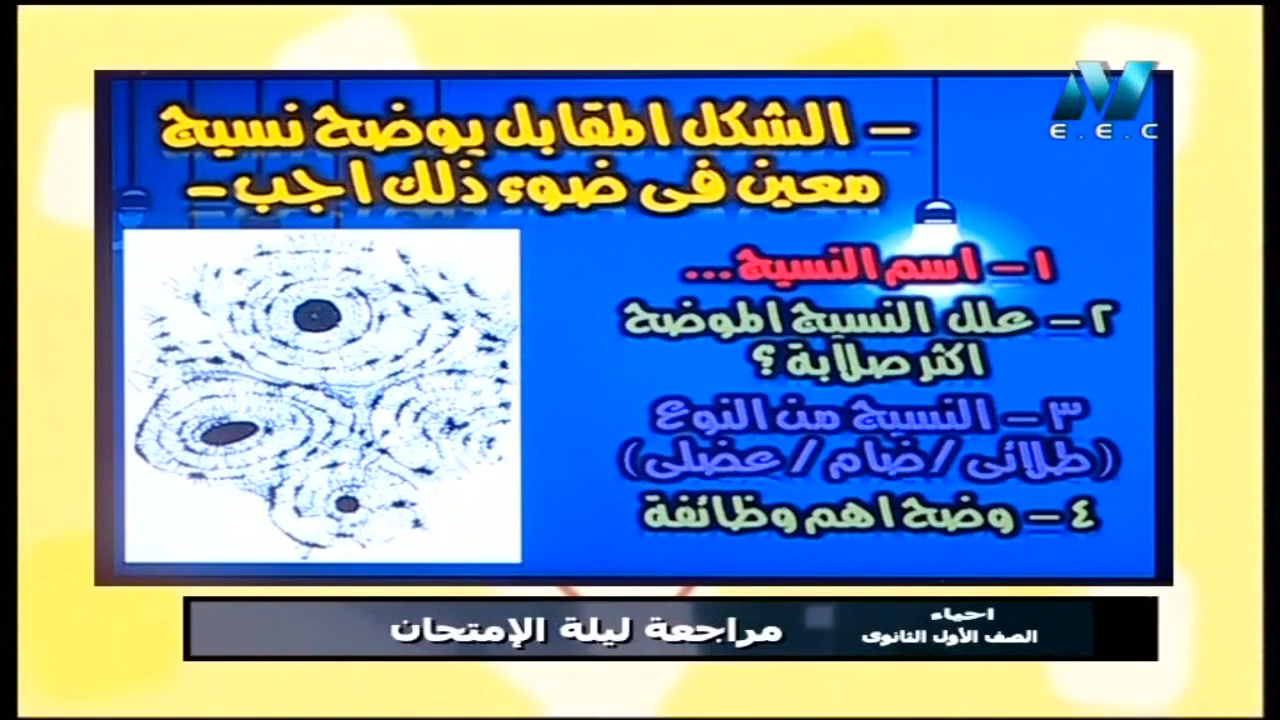 E.E.C
– الشكل المقابل يوضح نسيج
معين فى ضوء ذلك اجب–
١– اسم النسيج...
٢– علل النسيج الموضح
اكثر صلابة ؟
٣– النسيج من النوع
(طلائى/ضام/عضلى)
٤– وضح اهم وظائفة
احياء
الصف الأول الثانوى
مراجعة ليلة الإمتحان